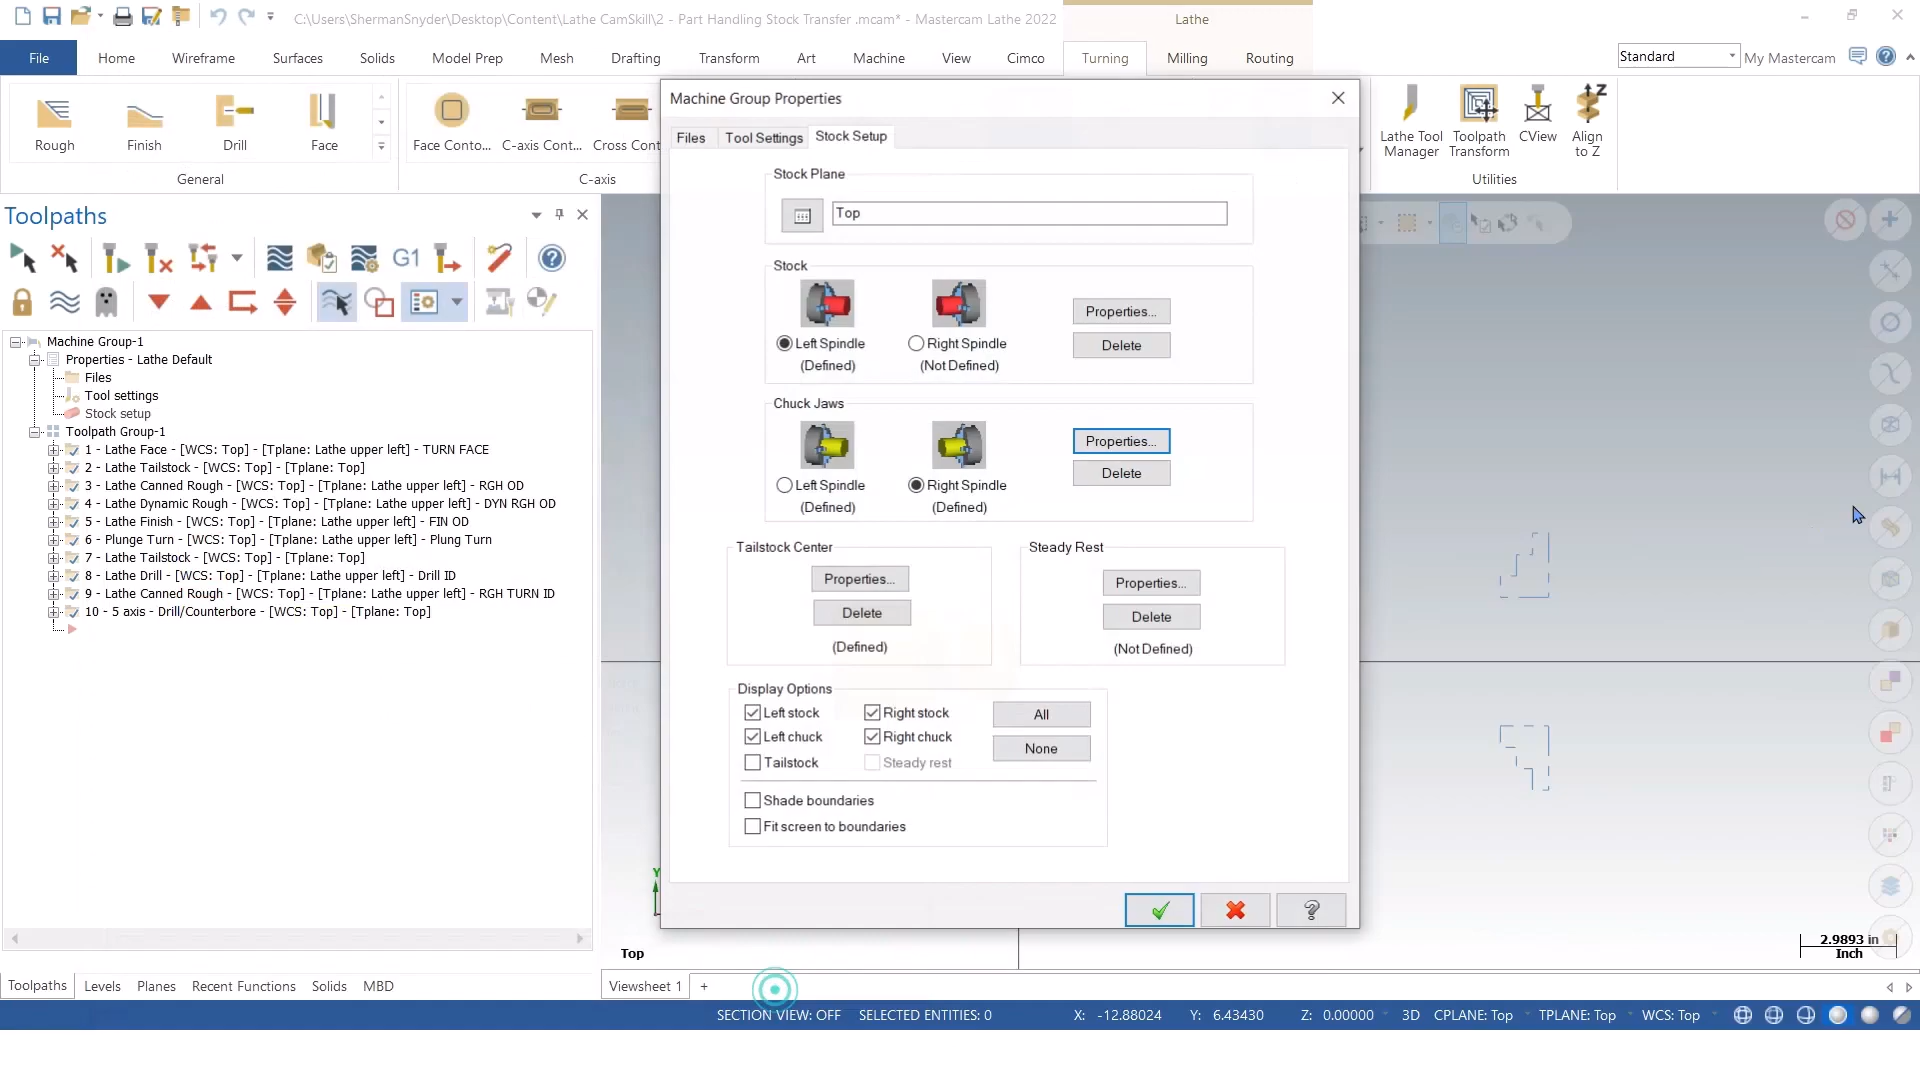 C:\Users\ShermanSnyder\Desktop\Content\Lathe CamSkill\2 - Part Handling Stock Transfer .mcam* - Mastercam Lathe 2022
Lathe
File Home Wireframe Surfaces Solids Model Prep Mesh Drafting Transform Art Machine View Cimco Turning Milling Routing
Standard
My Mastercam
Rough
Finish
Drill
Face
Face Conto...
C-axis Cont...
Cross Cont
General
C-axis
Lathe Tool
Manager
Toolpath
Transform
CView
Align
to Z
Utilities
Toolpaths
G1
Machine Group-1
Properties - Lathe Default
Files
Tool settings
Stock setup
Toolpath Group-1
1 - Lathe Face - [WCS: Top] - [Tplane: Lathe upper left] - TURN FACE
2 - Lathe Tailstock - [WCS: Top] - [Tplane: Top]
3 - Lathe Canned Rough - [WCS: Top] - [Tplane: Lathe upper left] - RGH OD
4 - Lathe Dynamic Rough - [WCS: Top] - [Tplane: Lathe upper left] - DYN RGH OD
5 - Lathe Finish - [WCS: Top] - [Tplane: Lathe upper left] - FIN OD
6 - Plunge Turn - [WCS: Top] - [Tplane: Lathe upper left] - Plung Turn
7 - Lathe Tailstock - [WCS: Top] - [Tplane: Top]
8 - Lathe Drill - [WCS: Top] - [Tplane: Lathe upper left] - Drill ID
9 - Lathe Canned Rough - [WCS: Top] - [Tplane: Lathe upper left] - RGH TURN ID
10 - 5 axis - Drill/Counterbore - [WCS: Top] - [Tplane: Top]
Machine Group Properties
Files Tool Settings Stock Setup
Stock Plane
Top
Stock
Left Spindle
(Defined)
Right Spindle
(Not Defined)
Properties...
Delete
Chuck Jaws
Left Spindle
(Defined)
Right Spindle
(Defined)
Properties...
Delete
Tailstock Center
Properties...
Delete
(Defined)
Steady Rest
Properties...
Delete
(Not Defined)
Display Options
Left stock Right stock All
Left chuck Right chuck
None
Tailstock Steady rest
Shade boundaries
Fit screen to boundaries
Y
Top
2.9893 in
Inch
Toolpaths Levels Planes Recent Functions Solids MBD
Viewsheet 1 +
SECTION VIEW: OFF SELECTED ENTITIES: 0 X: -12.88024 Y: 6.43430 Z: 0.00000 3D CPLANE: Top TPLANE: Top WCS: Top